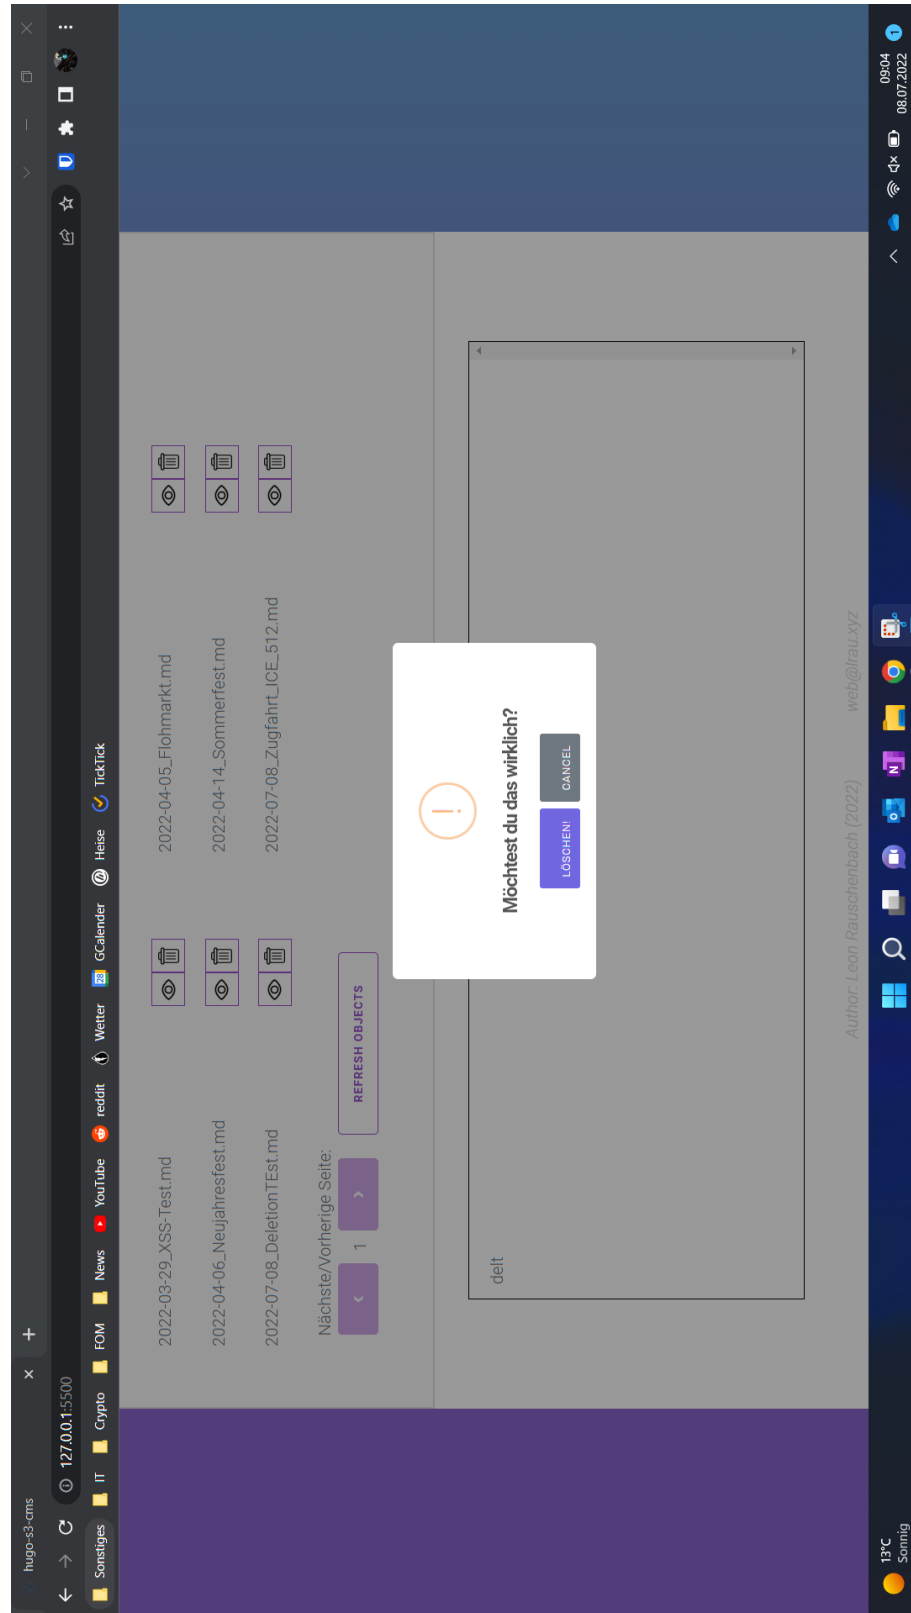 hugo-s3-cms
127.0.0.1:5500
Sonstiges IT Crypto FOM News YouTube reddit Wetter 28 GCalender Heise TickTick
2022-03-29_XSS-Test.md 2022-04-05_Flohmarkt.md
2022-04-06_Neujahresfest.md 2022-04-14_Sommerfest.md
2022-07-08_DeletionTEst.md 2022-07-08_Zugfahrt_ICE_512.md
Nächste/Vorherige Seite:
‹ 1 › REFRESH OBJECTS
Möchtest du das wirklich?
LÖSCHEN! CANCEL
delt
Author: Leon Rauschenbach (2022) web@lrau.xyz
13°C
Sonnig
09:04
08.07.2022
1